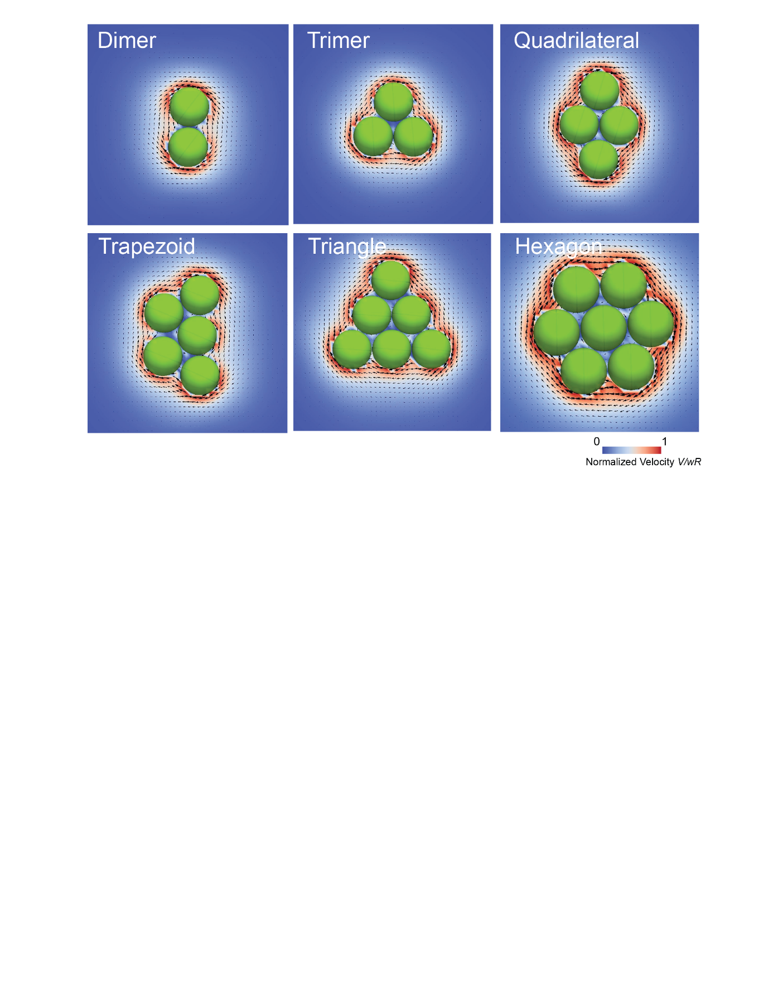 Dimer
Trimer
Quadrilateral
Trapezoid
Triangle
Hexagon
0 1
Normalized Velocity V/wR